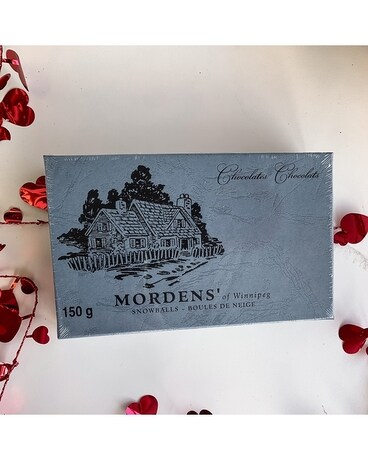 Chocolates Chocolats
MORDENS' of Winnipeg
SNOWBALLS - BOULES DE NEIGE
150 g